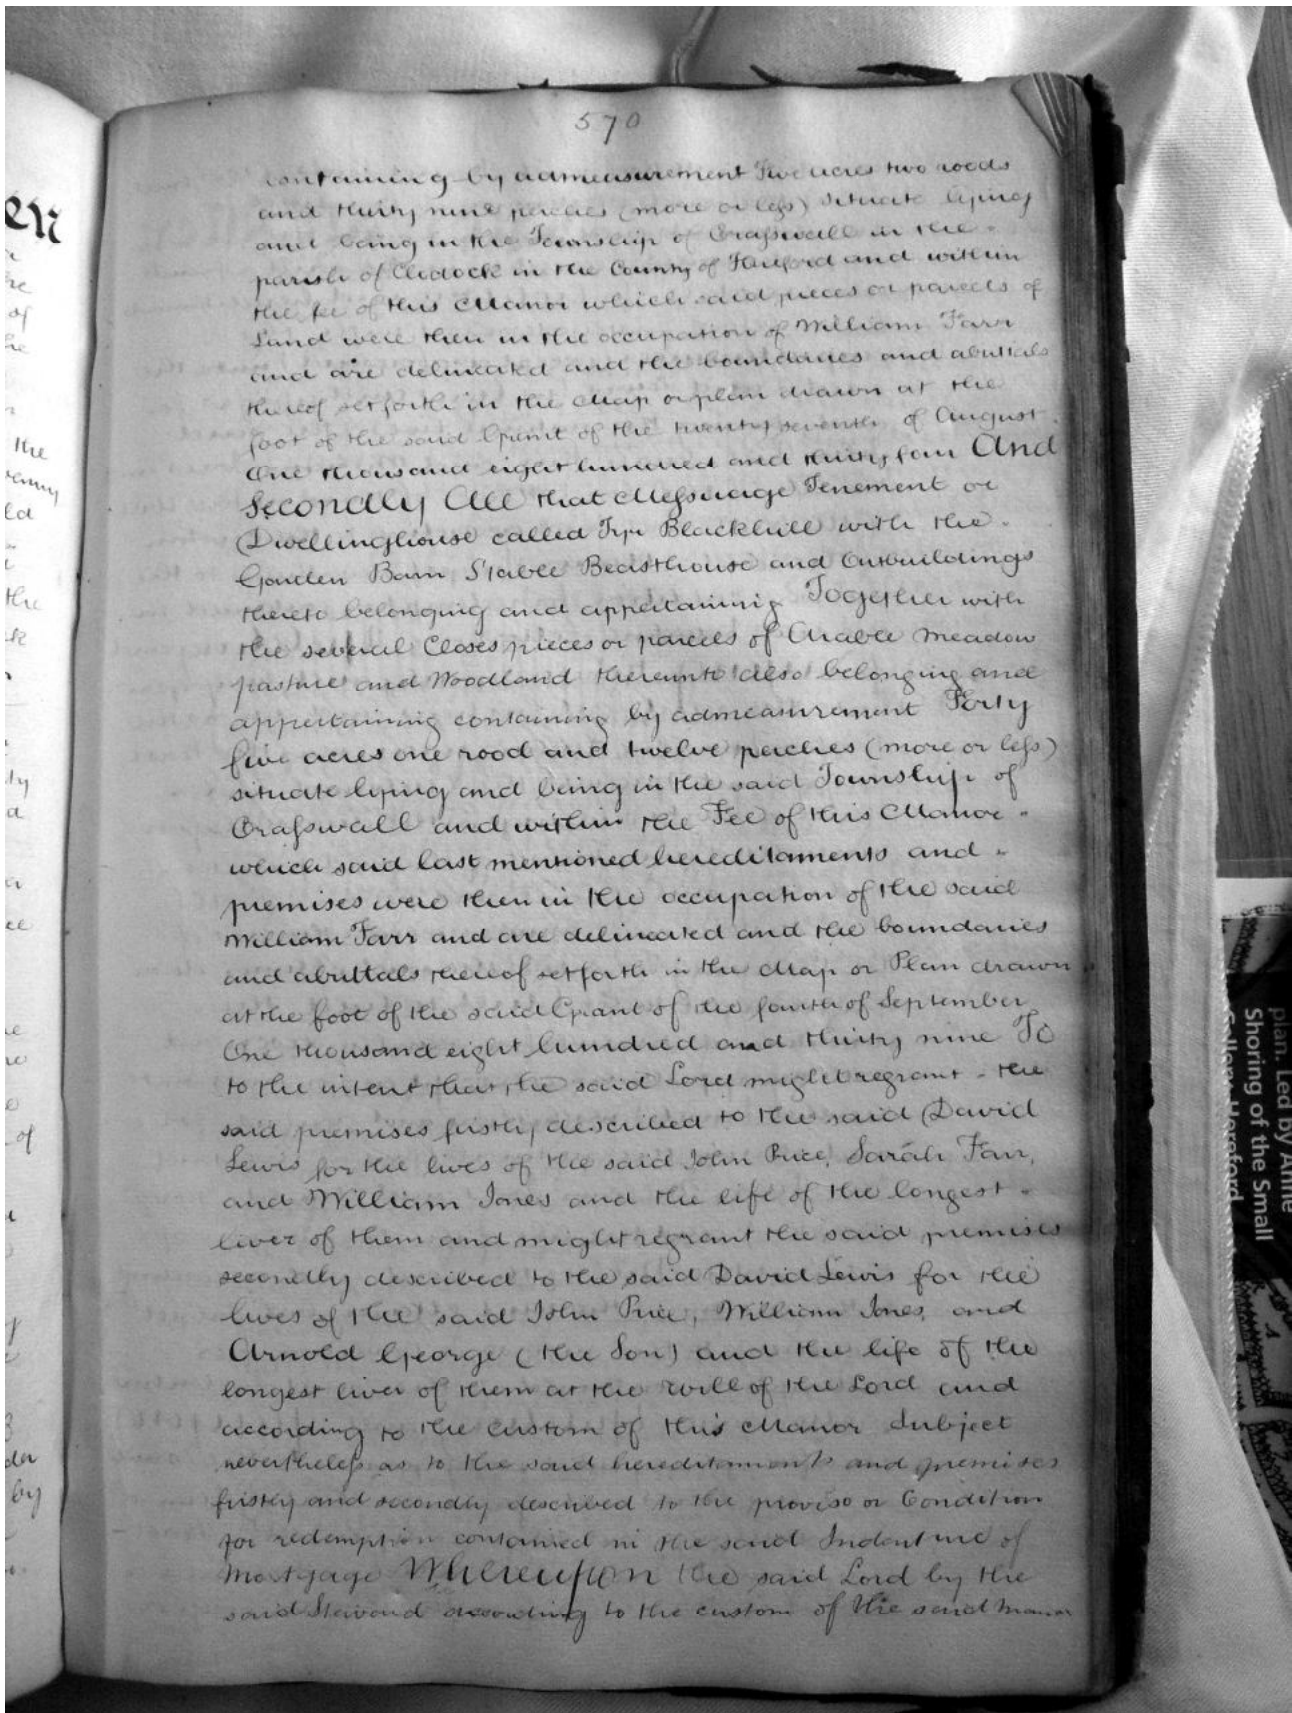 570
containing by admeasurement Five acres two roods
and thirty nine perches (more or less) situate lying
and being in the Township of Crasswall in the
parish of Clodock in the County of Hereford and within
the fee of this Manor which said pieces or parcels of
Land were then in the occupation of William Farr
and are delineated and the boundaries and abuttals
thereof setforth in the Map or plan drawn at the
foot of the said Grant of the twenty seventh of August
One thousand eight hundred and thirty four And
Secondly All that Messuage Tenement or
Dwellinghouse called Blackhill with the
Garden Barn Stable Beasthouse and Outbuildings
thereto belonging and appertaining Together with
the several Closes pieces or parcels of Arable meadow
pasture and Woodland thereunto also belonging and
appertaining containing by admeasurement Forty
five acres one rood and twelve perches (more or less)
situate lying and being in the said Township of
Crasswall and within the Fee of this Manor
which said last mentioned hereditaments and
premises were then in the occupation of the said
William Farr and are delineated and the boundaries
and abuttals thereof setforth in the Map or Plan drawn
at the foot of the said Grant of the fourth of September
One thousand eight hundred and thirty nine To
to the intent that the said Lord might regrant the
said premises firstly described to the said David
Lewis for the lives of the said John Price, Sarah Farr,
and William Jones and the life of the longest
liver of them and might regrant the said premises
secondly described to the said David Lewis for the
lives of the said John Price, William Jones, and
Arnold George (the Son) and the life of the
longest liver of them at the will of the Lord and
according to the custom of this Manor Subject
nevertheless as to the said hereditaments and premises
firstly and secondly described to the proviso or Condition
for redemption contained in the said Indenture of
Mortgage Whereupon the said Lord by the
said Steward according to the custom of the said Manor
plan. Led by Anne
Shoring of the Small
Hereford